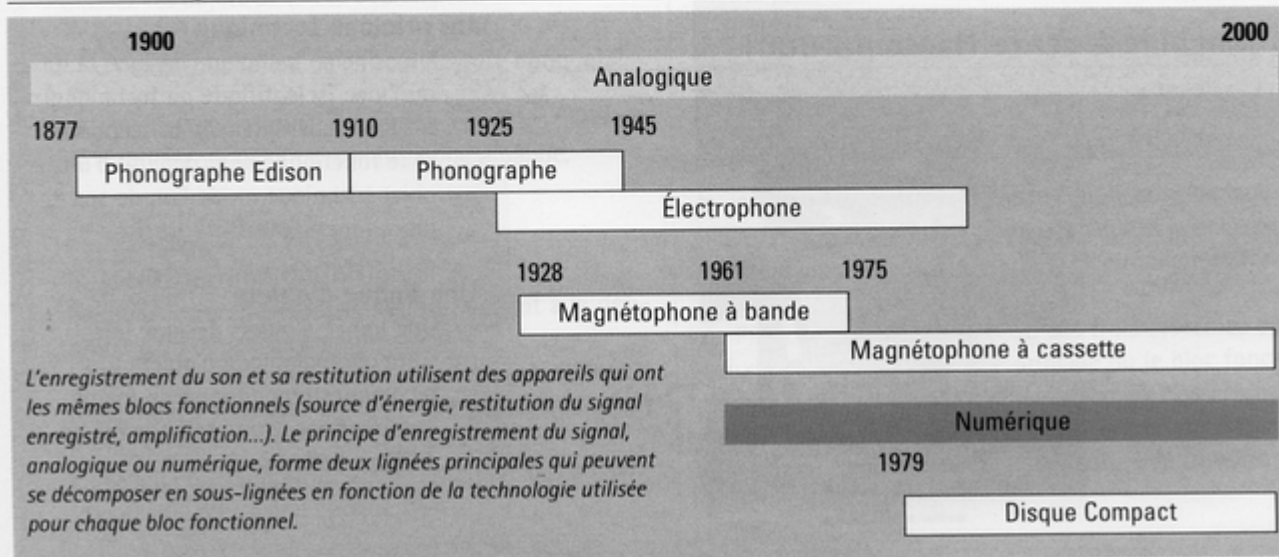 1900 2000
Analogique
1877 1910 1925 1945
Phonographe Edison Phonographe
Électrophone
1928 1961 1975
Magnétophone à bande
Magnétophone à cassette
L'enregistrement du son et sa restitution utilisent des appareils qui ont
les mêmes blocs fonctionnels (source d'énergie, restitution du signal
enregistré, amplification...). Le principe d'enregistrement du signal,
analogique ou numérique, forme deux lignées principales qui peuvent
se décomposer en sous-lignées en fonction de la technologie utilisée
pour chaque bloc fonctionnel.
Numérique
1979
Disque Compact